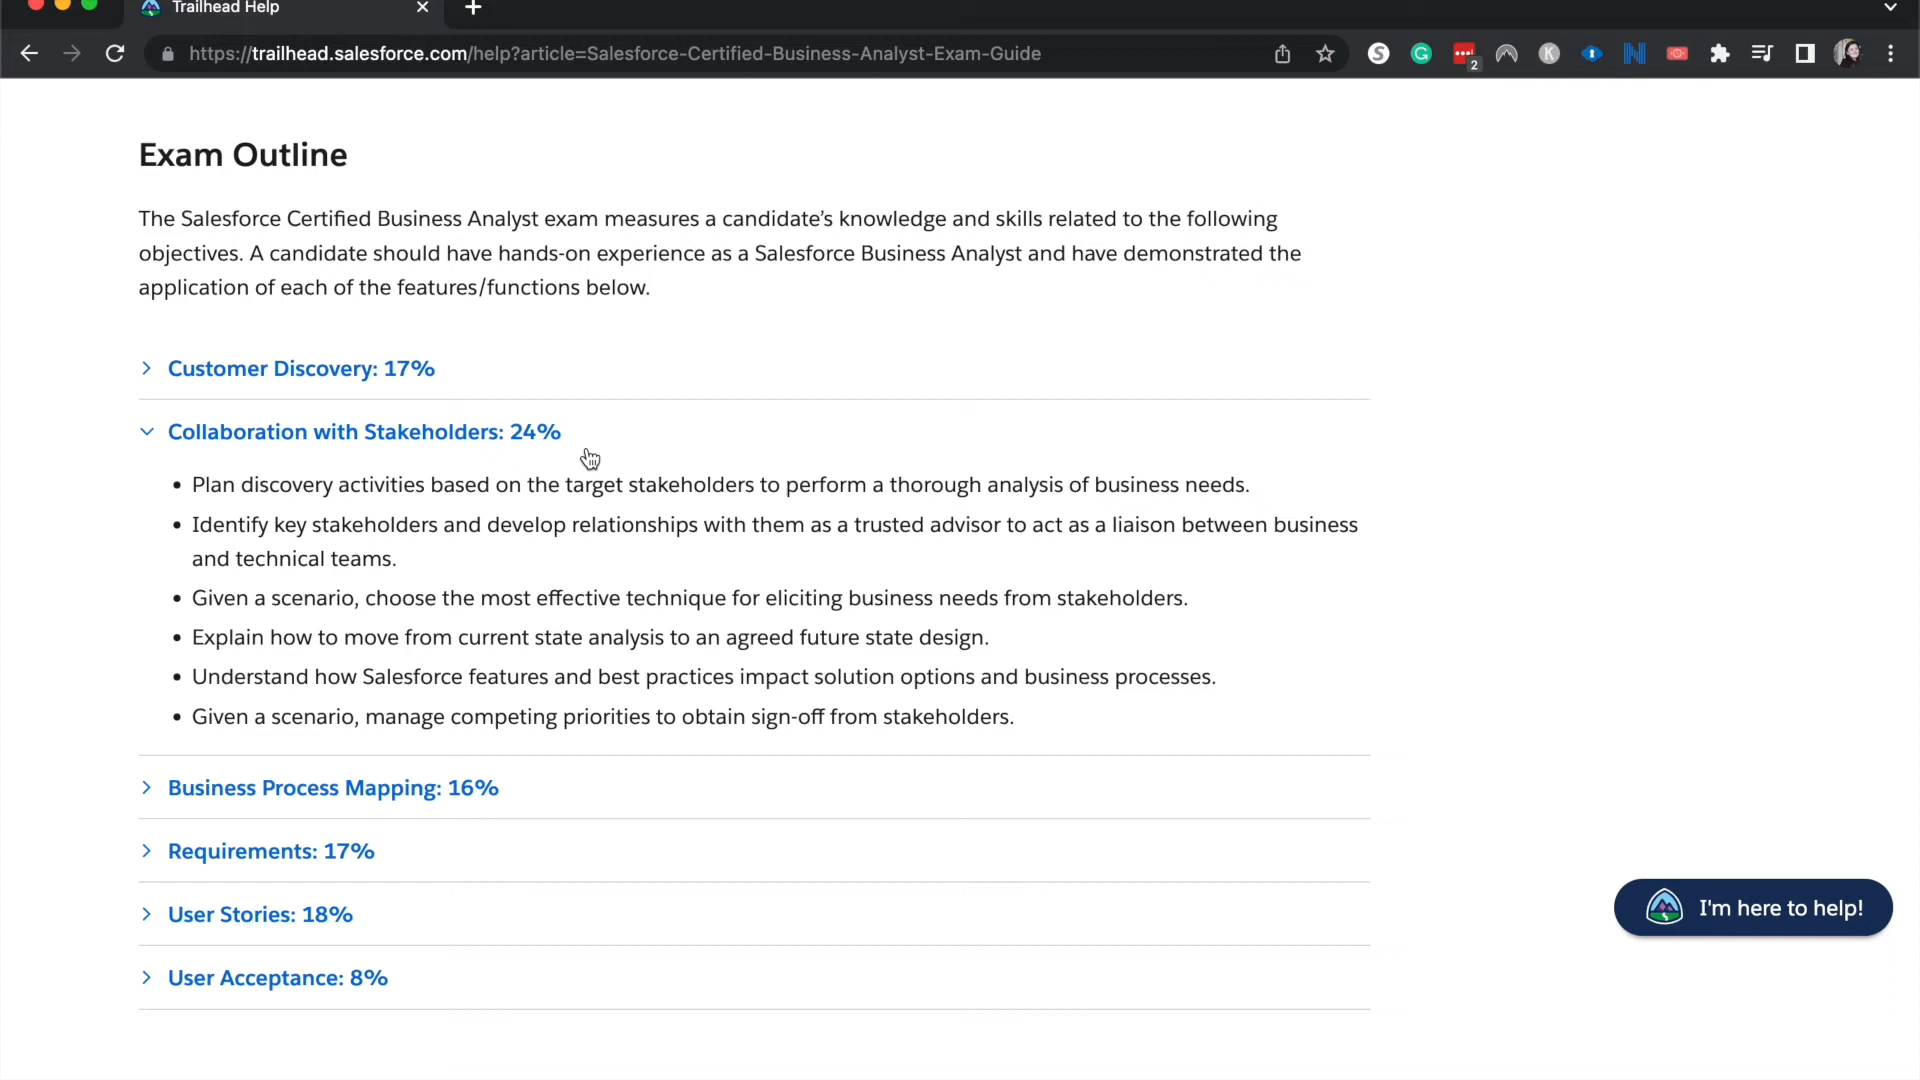 Trailhead Help
https://trailhead.salesforce.com/help?article=Salesforce-Certified-Business-Analyst-Exam-Guide
S
G
2
K
N
Exam Outline
The Salesforce Certified Business Analyst exam measures a candidate’s knowledge and skills related to the following
objectives. A candidate should have hands-on experience as a Salesforce Business Analyst and have demonstrated the
application of each of the features/functions below.
Customer Discovery: 17%
Collaboration with Stakeholders: 24%
• Plan discovery activities based on the target stakeholders to perform a thorough analysis of business needs.
• Identify key stakeholders and develop relationships with them as a trusted advisor to act as a liaison between business
and technical teams.
• Given a scenario, choose the most effective technique for eliciting business needs from stakeholders.
• Explain how to move from current state analysis to an agreed future state design.
• Understand how Salesforce features and best practices impact solution options and business processes.
• Given a scenario, manage competing priorities to obtain sign-off from stakeholders.
Business Process Mapping: 16%
Requirements: 17%
User Stories: 18%
User Acceptance: 8%
I'm here to help!